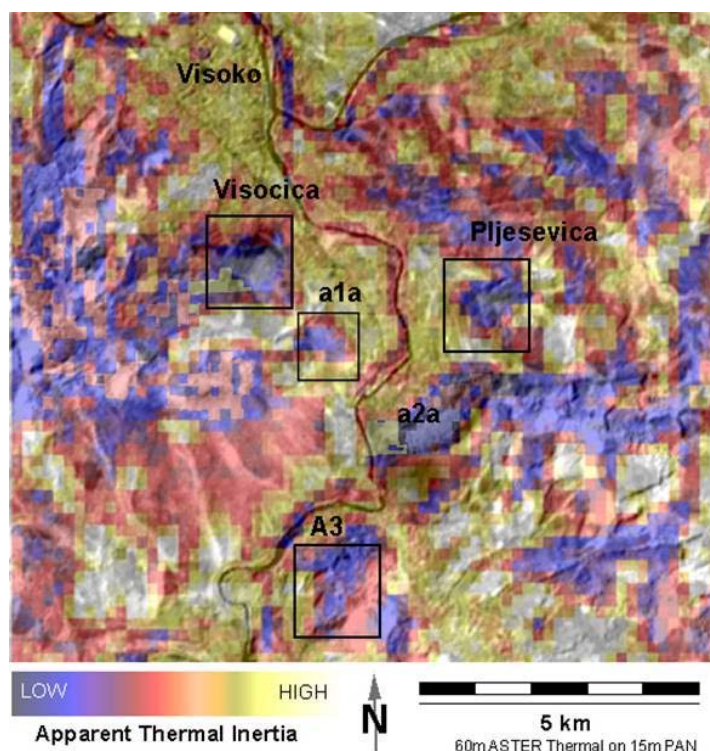 Visoko
Visocica
Pljesevica
a1a
a2a
A3
LOW HIGH
Apparent Thermal Inertia
N
5 km
60m ASTER Thermal on 15m PAN